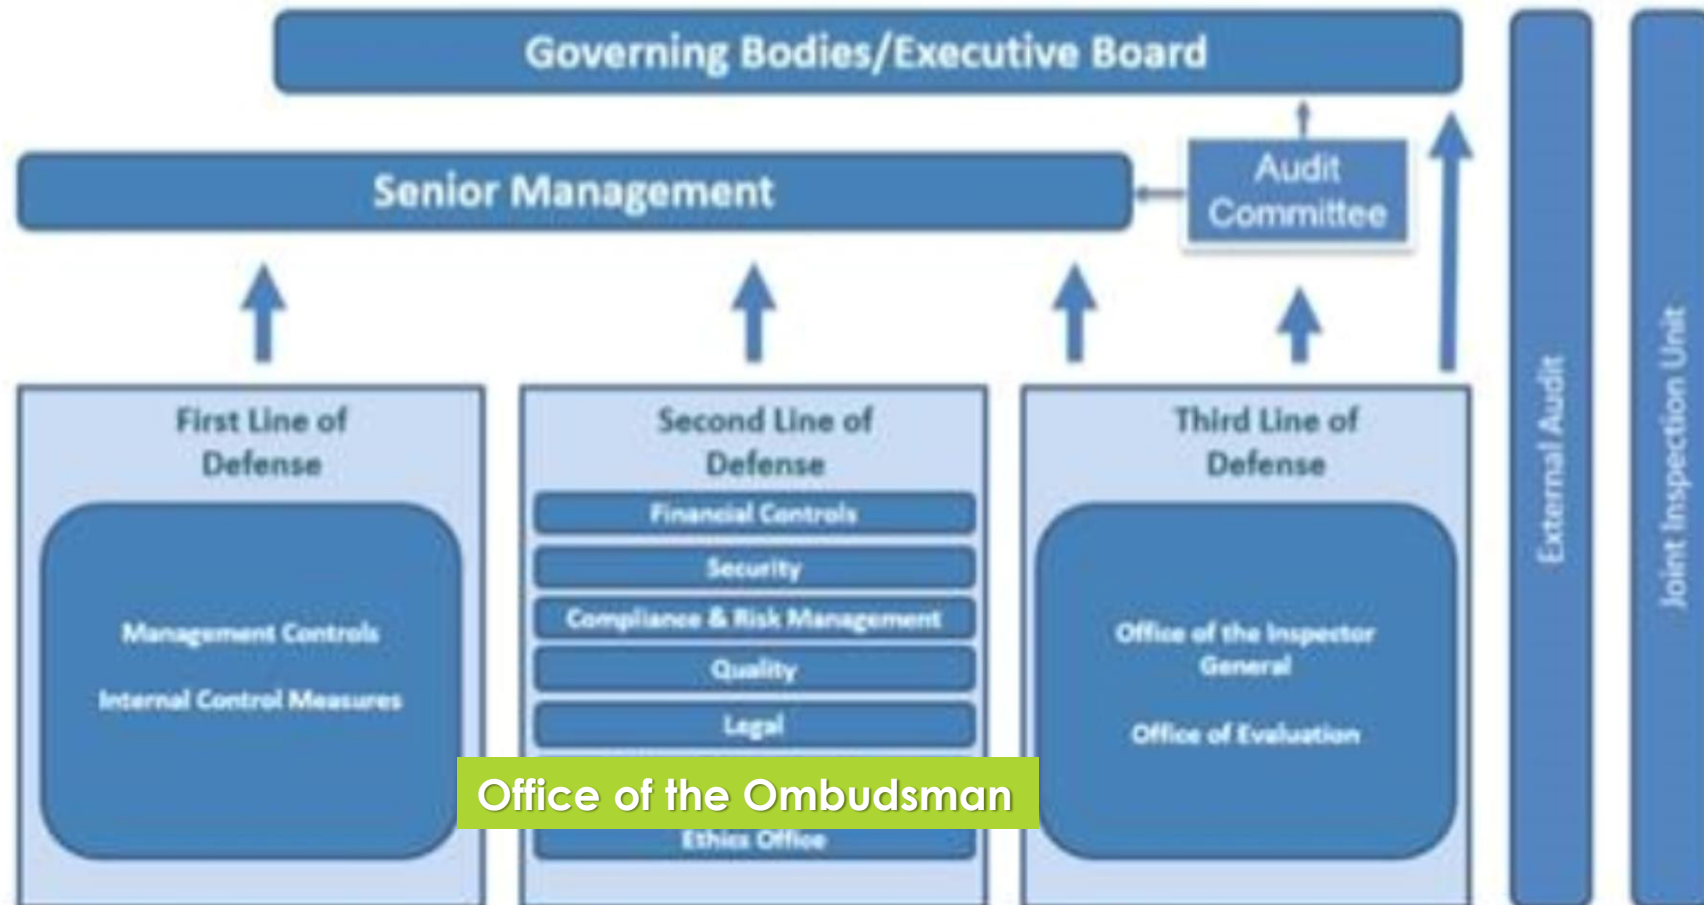 Governing Bodies/Executive Board
Senior Management
Audit
Committee
First Line of
Defense
Management Controls
Internal Control Measures
Second Line of
Defense
Financial Controls
Security
Compliance & Risk Management
Quality
Legal
Office of the Ombudsman
Ethics Office
Third Line of
Defense
Office of the Inspector
General
Office of Evaluation
External Audit
Joint Inspection Unit